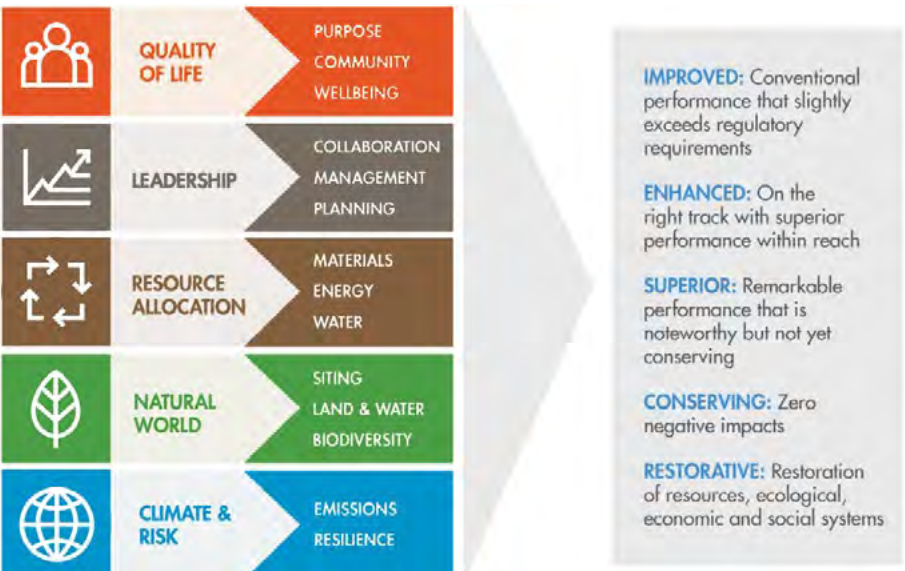 QUALITY
OF LIFE
PURPOSE
COMMUNITY
WELLBEING
LEADERSHIP
COLLABORATION
MANAGEMENT
PLANNING
RESOURCE
ALLOCATION
MATERIALS
ENERGY
WATER
NATURAL
WORLD
SITING
LAND & WATER
BIODIVERSITY
CLIMATE &
RISK
EMISSIONS
RESILIENCE
IMPROVED: Conventional
performance that slightly
exceeds regulatory
requirements
ENHANCED: On the
right track with superior
performance within reach
SUPERIOR: Remarkable
performance that is
noteworthy but not yet
conserving
CONSERVING: Zero
negative impacts
RESTORATIVE: Restoration
of resources, ecological,
economic and social systems